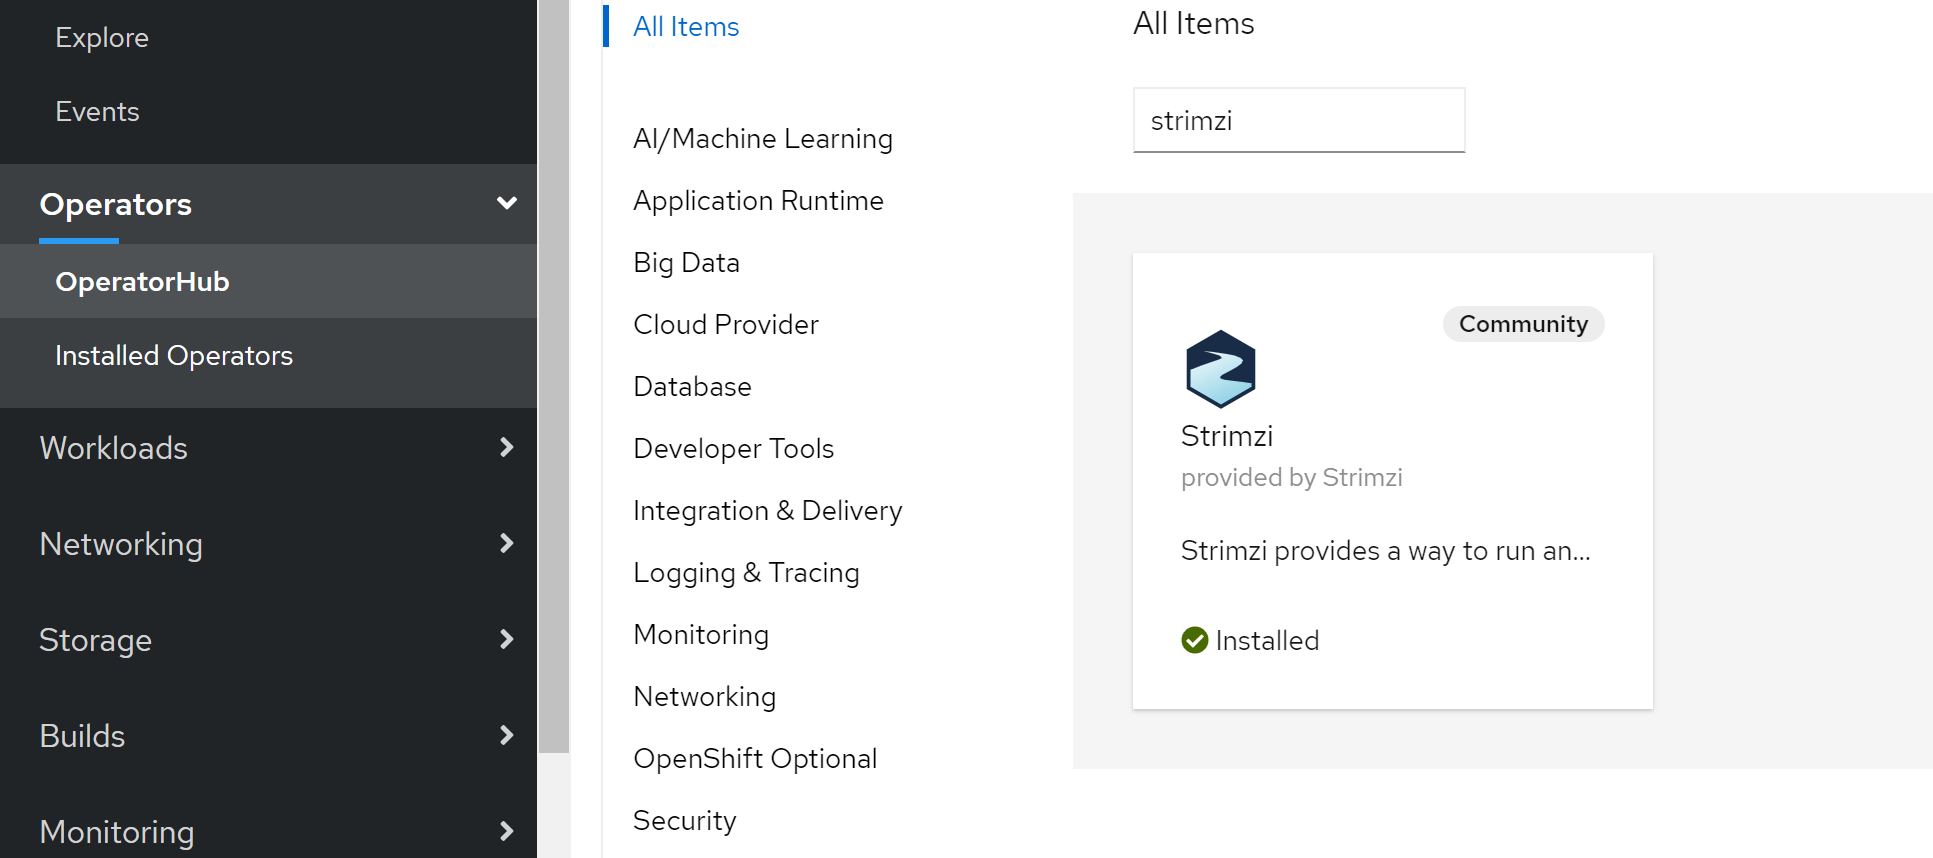 Explore
Events
Operators
OperatorHub
Installed Operators
Workloads
Networking
Storage
Builds
Monitoring
All Items
AI/Machine Learning
Application Runtime
Big Data
Cloud Provider
Database
Developer Tools
Integration & Delivery
Logging & Tracing
Monitoring
Networking
OpenShift Optional
Security
All Items
strimzi
Community
Strimzi
provided by Strimzi
Strimzi provides a way to run an...
Installed